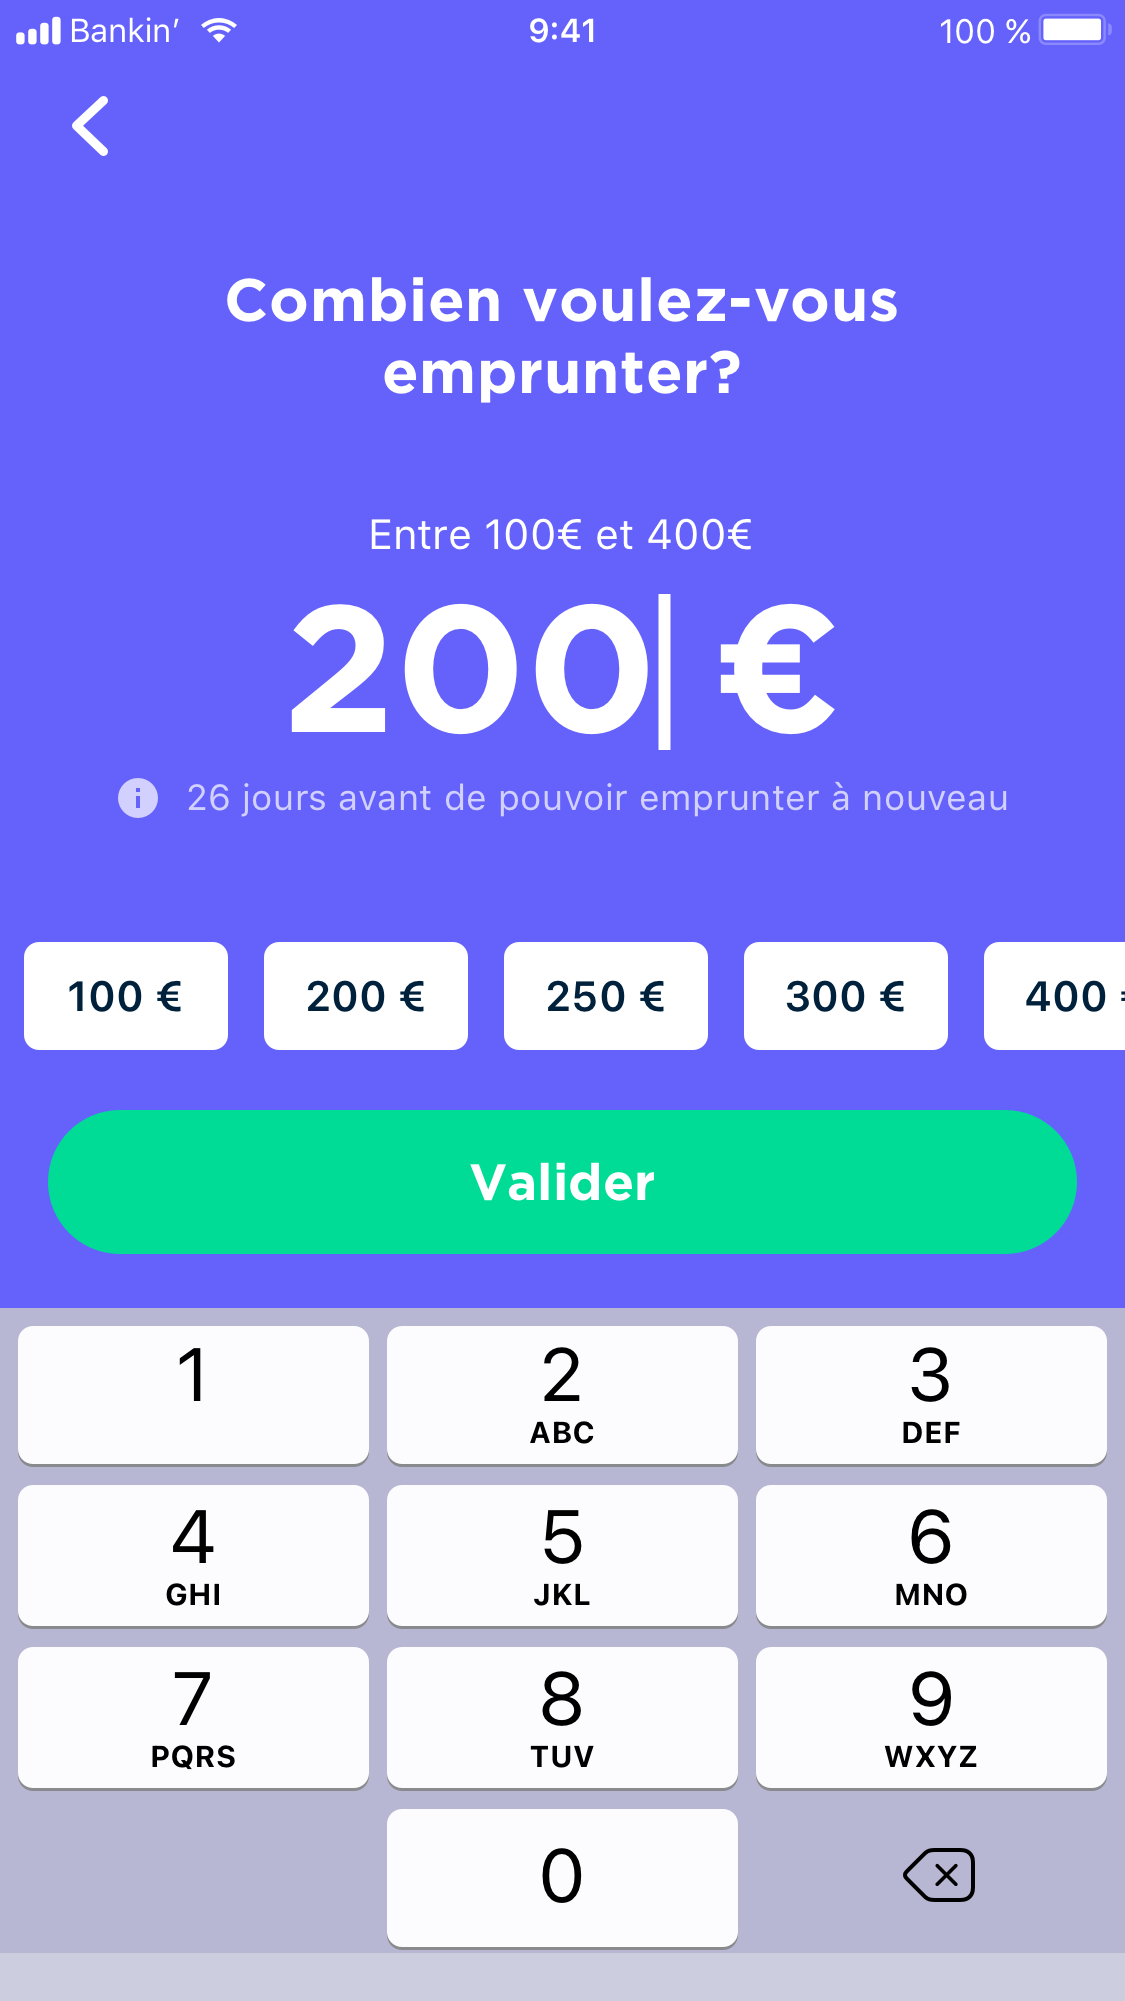 Bankin’ 9:41 100 %
Combien voulez-vous
emprunter?
Entre 100€ et 400€
200 €
i 26 jours avant de pouvoir emprunter à nouveau
100 € 200 € 250 € 300 € 400
Valider
1 2 3
ABC DEF
4 5 6
GHI JKL MNO
7 8 9
PQRS TUV WXYZ
0